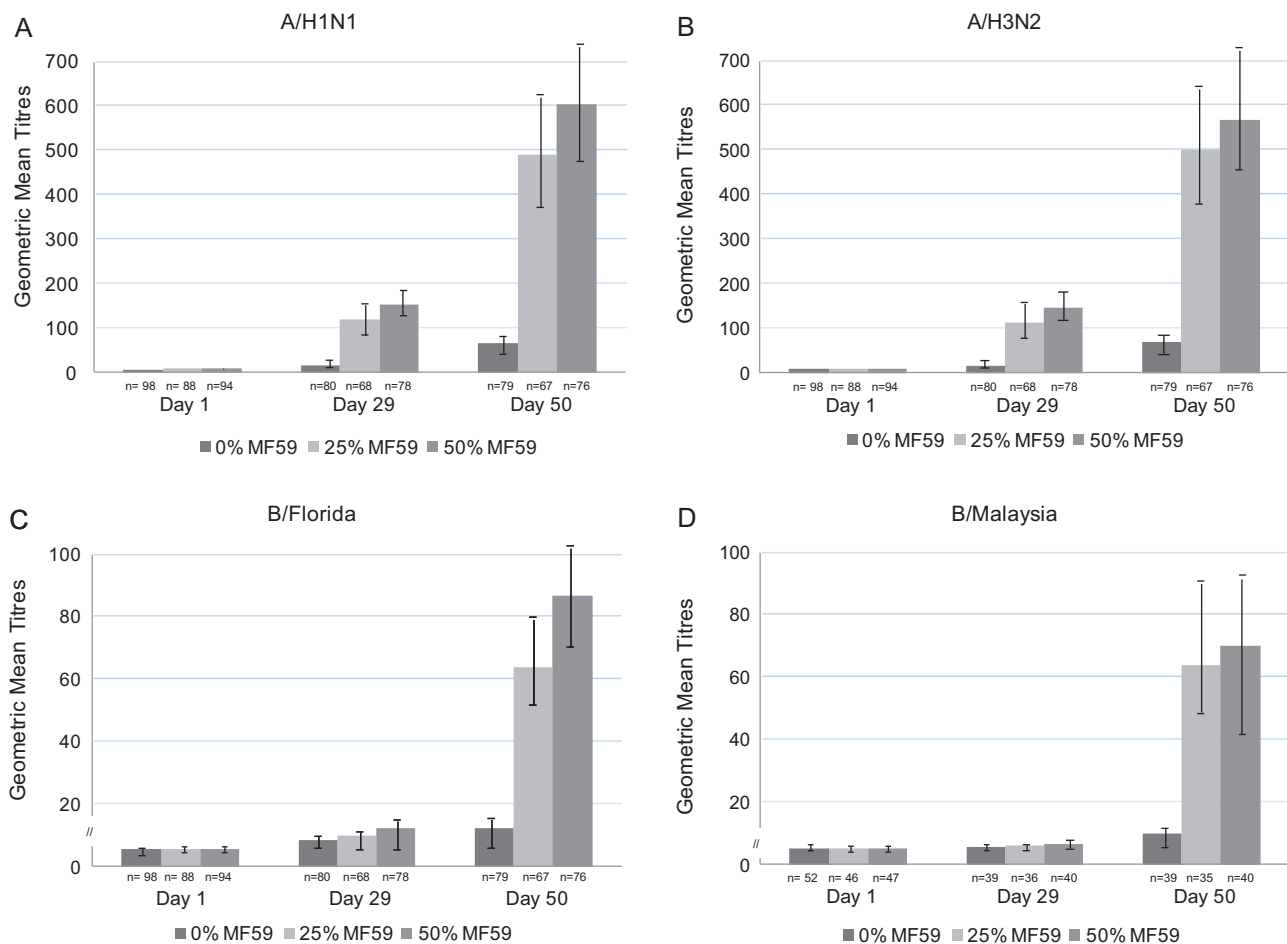 A
A/H1N1
Geometric Mean Titres
700
600
500
400
300
200
100
0
n= 98 n= 88 n=94 n=80 n=68 n=78 n=79 n=67 n=76
Day 1 Day 29 Day 50
0% MF59 25% MF59 50% MF59
B
A/H3N2
Geometric Mean Titres
700
600
500
400
300
200
100
0
n= 98 n= 88 n=94 n=80 n=68 n=78 n=79 n=67 n=76
Day 1 Day 29 Day 50
0% MF59 25% MF59 50% MF59
C
B/Florida
Geometric Mean Titres
100
80
60
40
20
//
0
n= 98 n= 88 n=94 n=80 n=68 n=78 n=79 n=67 n=76
Day 1 Day 29 Day 50
0% MF59 25% MF59 50% MF59
D
B/Malaysia
Geometric Mean Titres
100
80
60
40
20
//
0
n= 52 n= 46 n=47 n=39 n=36 n=40 n=39 n=35 n=40
Day 1 Day 29 Day 50
0% MF59 25% MF59 50% MF59